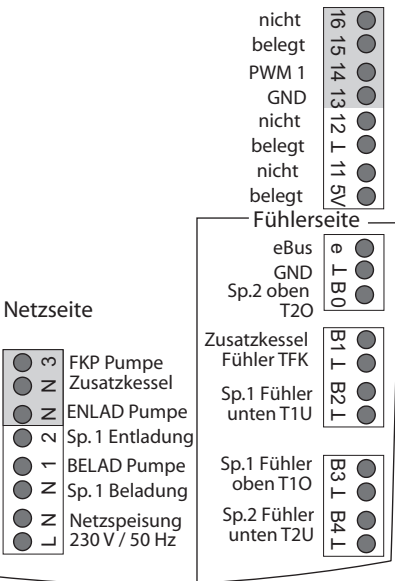 nicht
belegt
PWM 1
GND
nicht
belegt
nicht
belegt
16
15
14
13
12
⊥
11
5V
Fühlerseite
eBus
GND
Sp.2 oben
T2O
e
⊥
B0
Zusatzkessel
Fühler TFK
Sp.1 Fühler
unten T1U
B1
⊥
B2
⊥
Sp.1 Fühler
oben T1O
Sp.2 Fühler
unten T2U
B3
⊥
B4
⊥
Netzseite
3
N
N
2
1
N
N
L
FKP Pumpe
Zusatzkessel
ENLAD Pumpe
Sp.1 Entladung
BELAD Pumpe
Sp.1 Beladung
Netzspeisung
230 V / 50 Hz